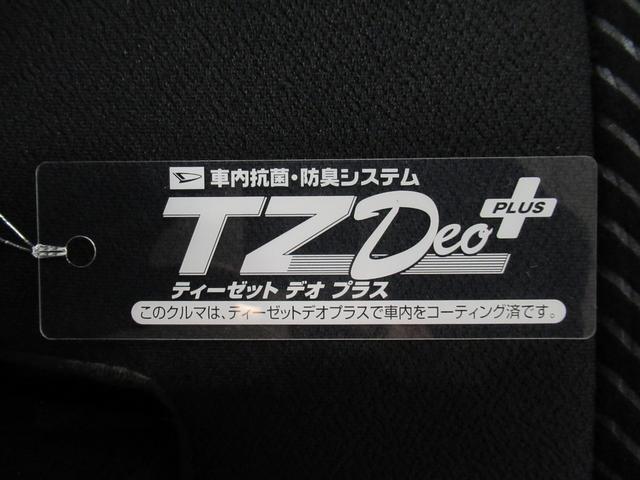 車内抗菌・防臭システム
TZ Deo PLUS
ティーゼット デオ プラス
このクルマは、ティーゼットデオプラスで車内をコーティング済です。